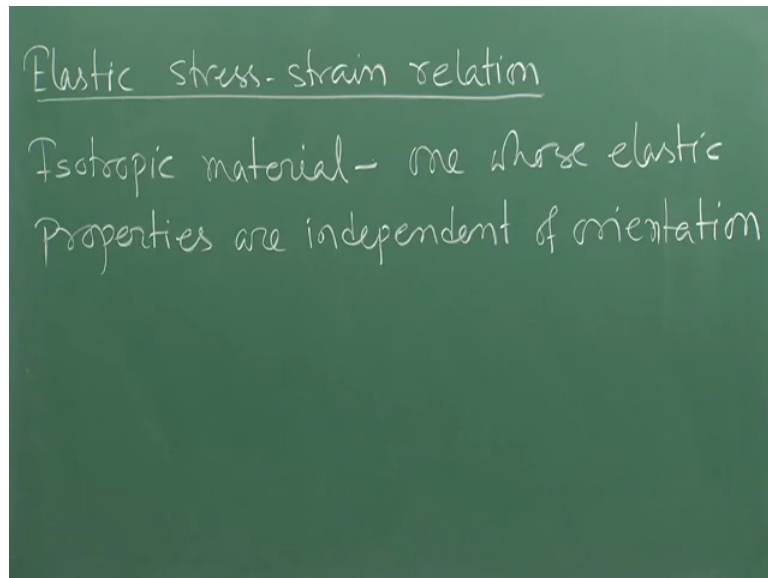 Elastic stress-strain relation
Isotropic material - one whose elastic
Properties are independent of orientation